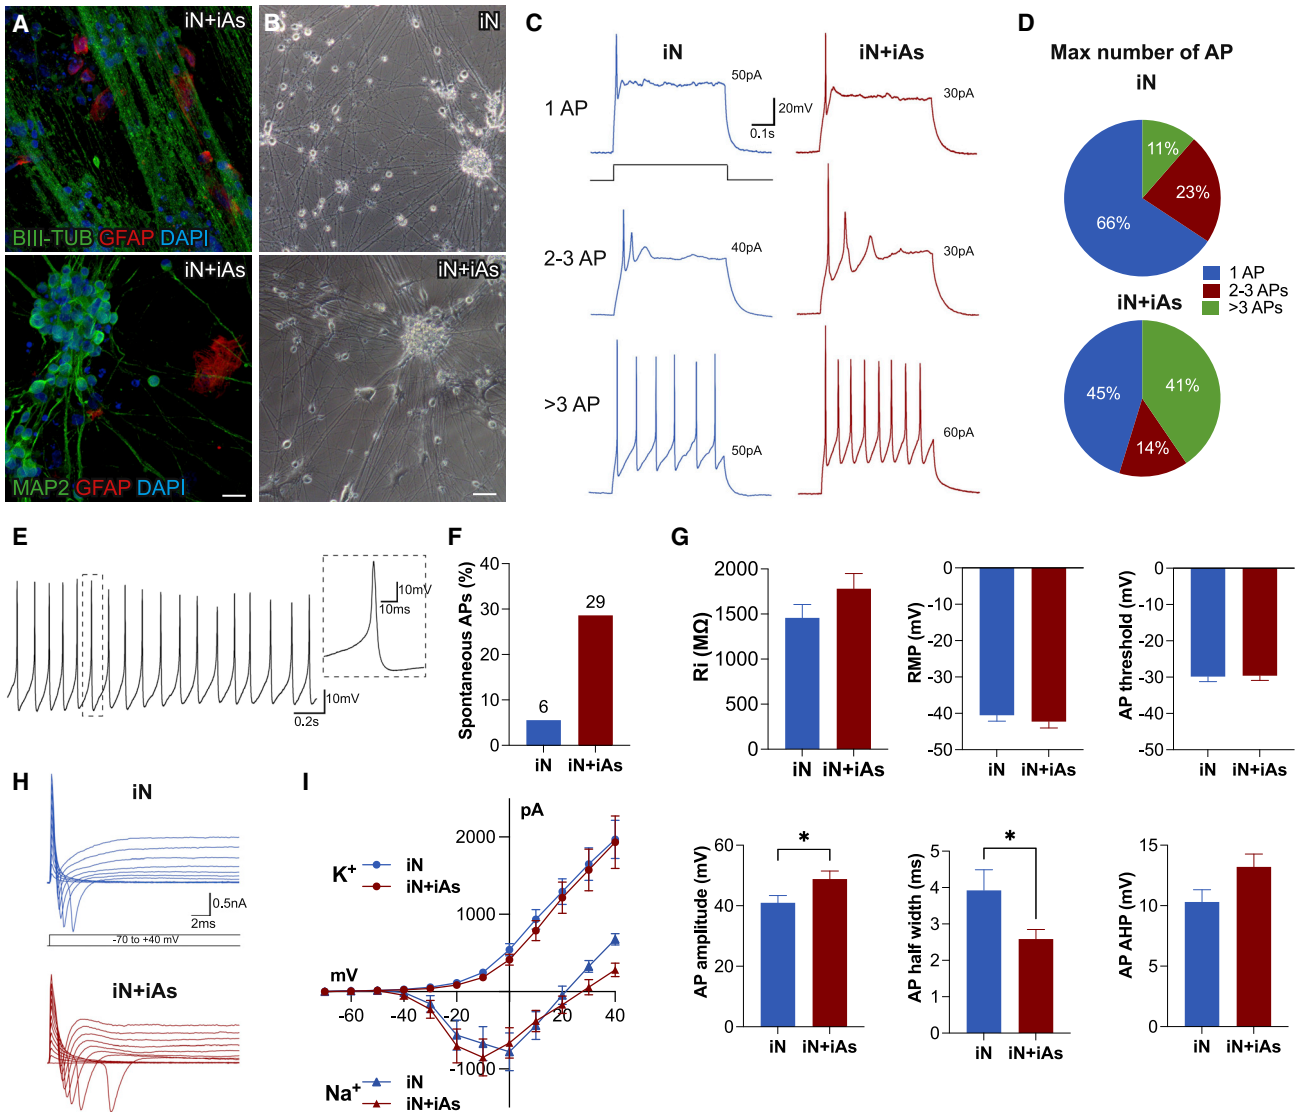 A
iN+iAs
BIII-TUB GFAP DAPI
iN+iAs
MAP2 GFAP DAPI
B
iN
iN+iAs
C
iN
iN+iAs
1 AP
50pA
20mV
0.1s
30pA
2-3 AP
40pA
30pA
>3 AP
50pA
60pA
D
Max number of AP
iN
11%
23%
66%
1 AP
2-3 APs
>3 APs
iN+iAs
45%
41%
14%
E
10mV
10ms
10mV
0.2s
F
Spontaneous APs (%)
40
30
20
10
0
6
29
iN
iN+iAs
G
Ri (MΩ)
2000
1500
1000
500
0
iN
iN+iAs
RMP (mV)
0
-10
-20
-30
-40
-50
iN
iN+iAs
AP threshold (mV)
0
-10
-20
-30
-40
-50
iN
iN+iAs
AP amplitude (mV)
60
40
20
0
*
iN
iN+iAs
AP half width (ms)
5
4
3
2
1
0
*
iN
iN+iAs
AP AHP (mV)
15
10
5
0
iN
iN+iAs
H
iN
0.5nA
2ms
-70 to +40 mV
iN+iAs
I
pA
2000
1000
-1000
mV
-60
-40
-20
20
40
K+
iN
iN+iAs
Na+
iN
iN+iAs